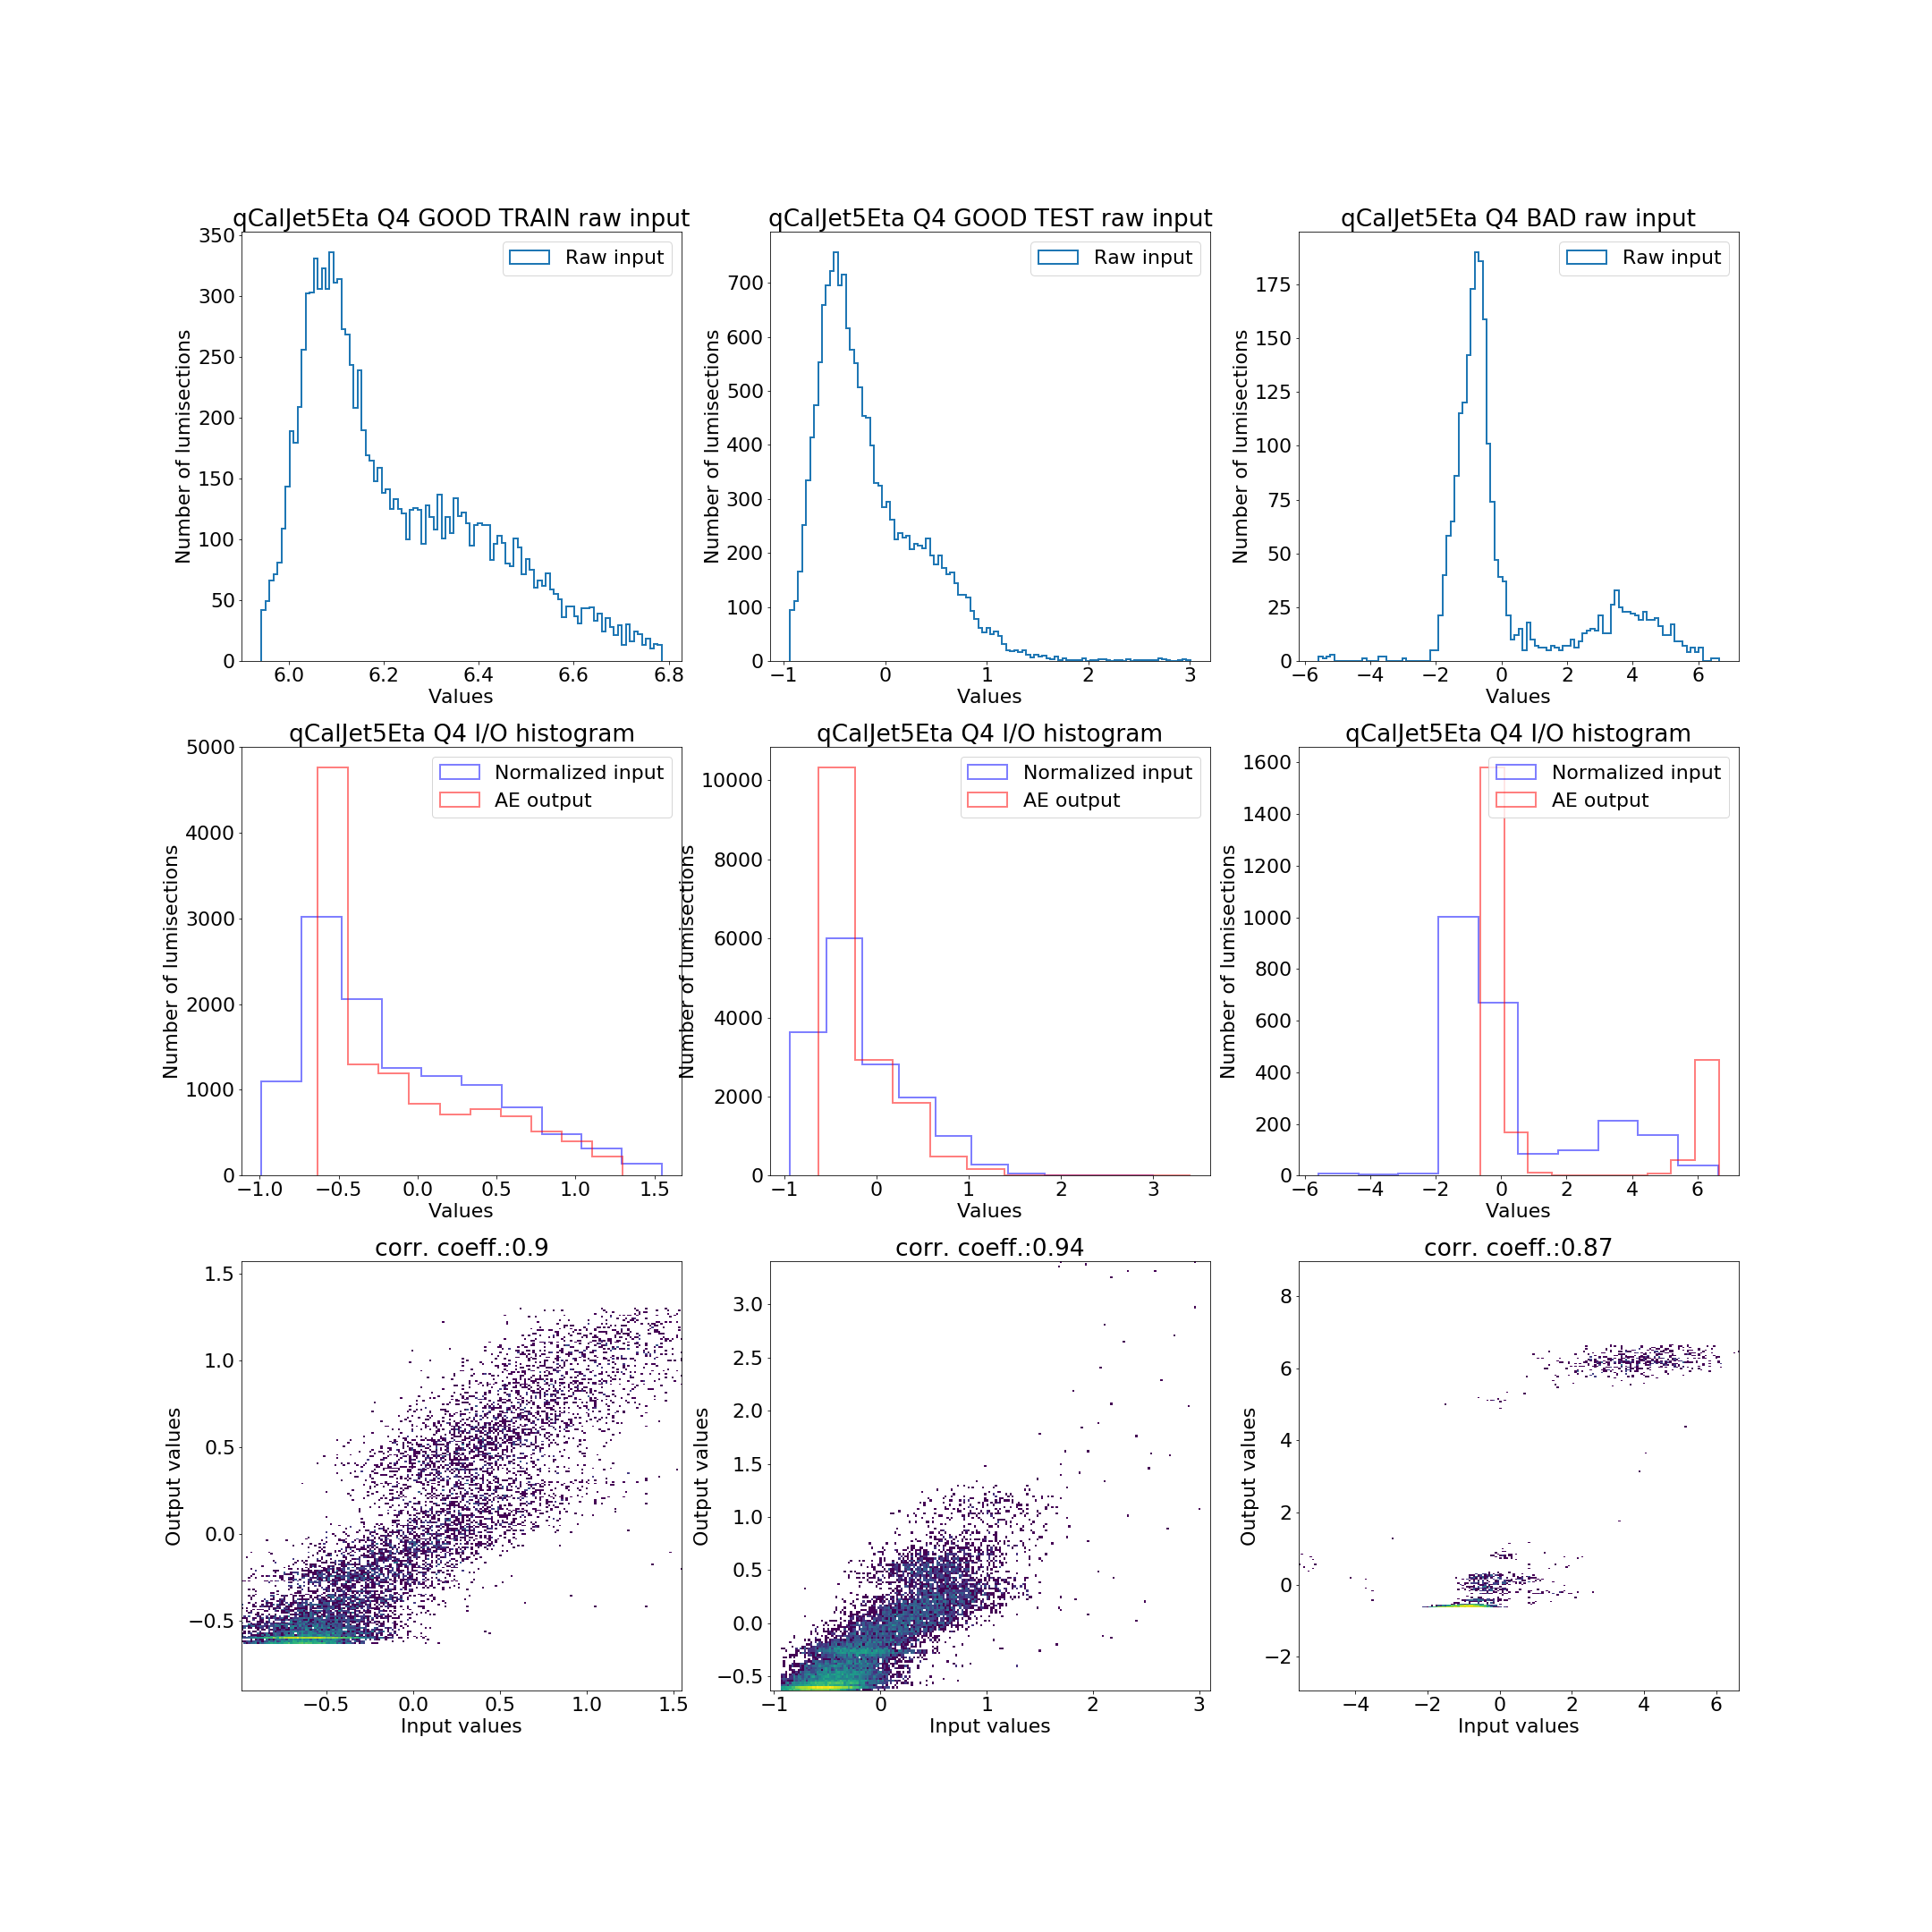 qCalJet5Eta Q4 GOOD TRAIN raw input
Raw input
350
300
250
200
150
100
50
0
Number of lumisections
6.0 6.2 6.4 6.6 6.8
Values
qCalJet5Eta Q4 GOOD TEST raw input
Raw input
700
600
500
400
300
200
100
0
Number of lumisections
−1 0 1 2 3
Values
qCalJet5Eta Q4 BAD raw input
Raw input
175
150
125
100
75
50
25
0
Number of lumisections
−6 −4 −2 0 2 4 6
Values
qCalJet5Eta Q4 I/O histogram
Normalized input
AE output
5000
4000
3000
2000
1000
0
Number of lumisections
−1.0 −0.5 0.0 0.5 1.0 1.5
Values
qCalJet5Eta Q4 I/O histogram
Normalized input
AE output
10000
8000
6000
4000
2000
0
Number of lumisections
−1 0 1 2 3
Values
qCalJet5Eta Q4 I/O histogram
Normalized input
AE output
1600
1400
1200
1000
800
600
400
200
0
Number of lumisections
−6 −4 −2 0 2 4 6
Values
corr. coeff.:0.9
1.5
1.0
0.5
0.0
−0.5
Output values
−0.5 0.0 0.5 1.0 1.5
Input values
corr. coeff.:0.94
3.0
2.5
2.0
1.5
1.0
0.5
0.0
−0.5
Output values
−1 0 1 2 3
Input values
corr. coeff.:0.87
8
6
4
2
0
−2
Output values
−4 −2 0 2 4 6
Input values